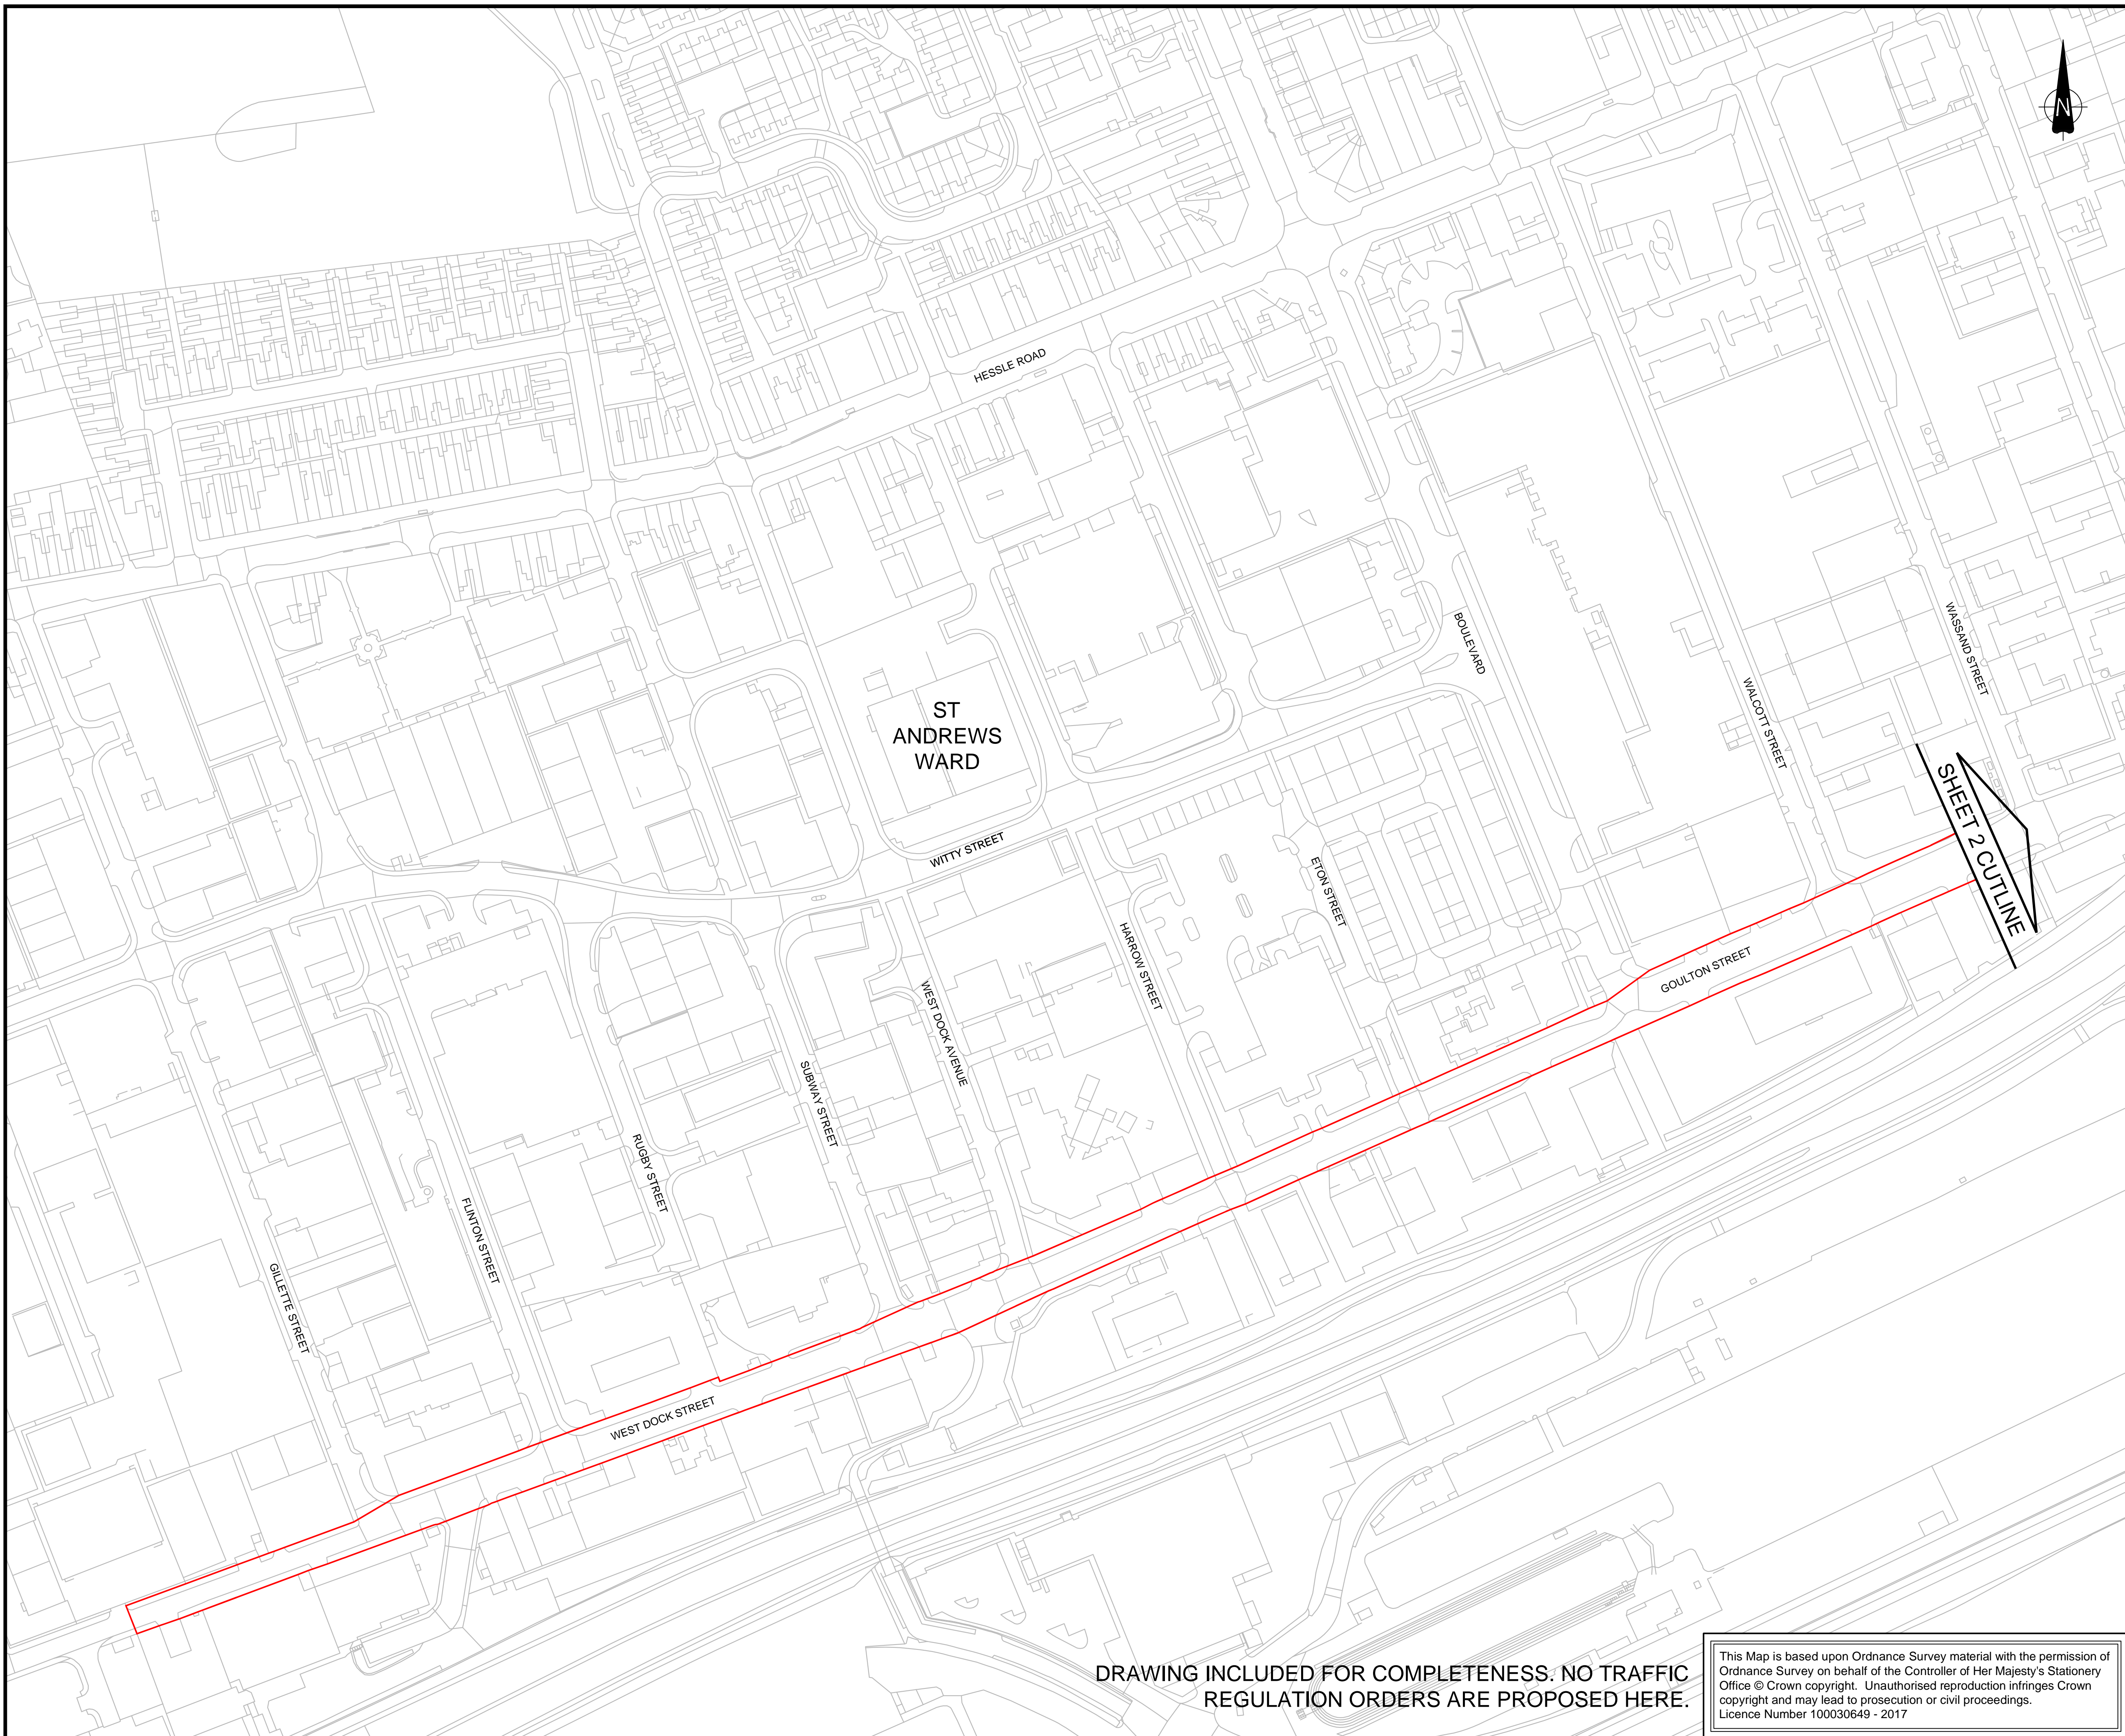 N
HESSLE ROAD
BOULEVARD
WASSAND STREET
WALCOTT STREET
ST
ANDREWS
WARD
SHEET 2 CUTLINE
WITTY STREET
ETON STREET
HARROW STREET
GOULTON STREET
WEST DOCK AVENUE
SUBWAY STREET
RUGBY STREET
FLINTON STREET
GILLETTE STREET
WEST DOCK STREET
DRAWING INCLUDED FOR COMPLETENESS. NO TRAFFIC
REGULATION ORDERS ARE PROPOSED HERE.
This Map is based upon Ordnance Survey material with the permission of
Ordnance Survey on behalf of the Controller of Her Majesty's Stationery
Office © Crown copyright. Unauthorised reproduction infringes Crown
copyright and may lead to prosecution or civil proceedings.
Licence Number 100030649 - 2017